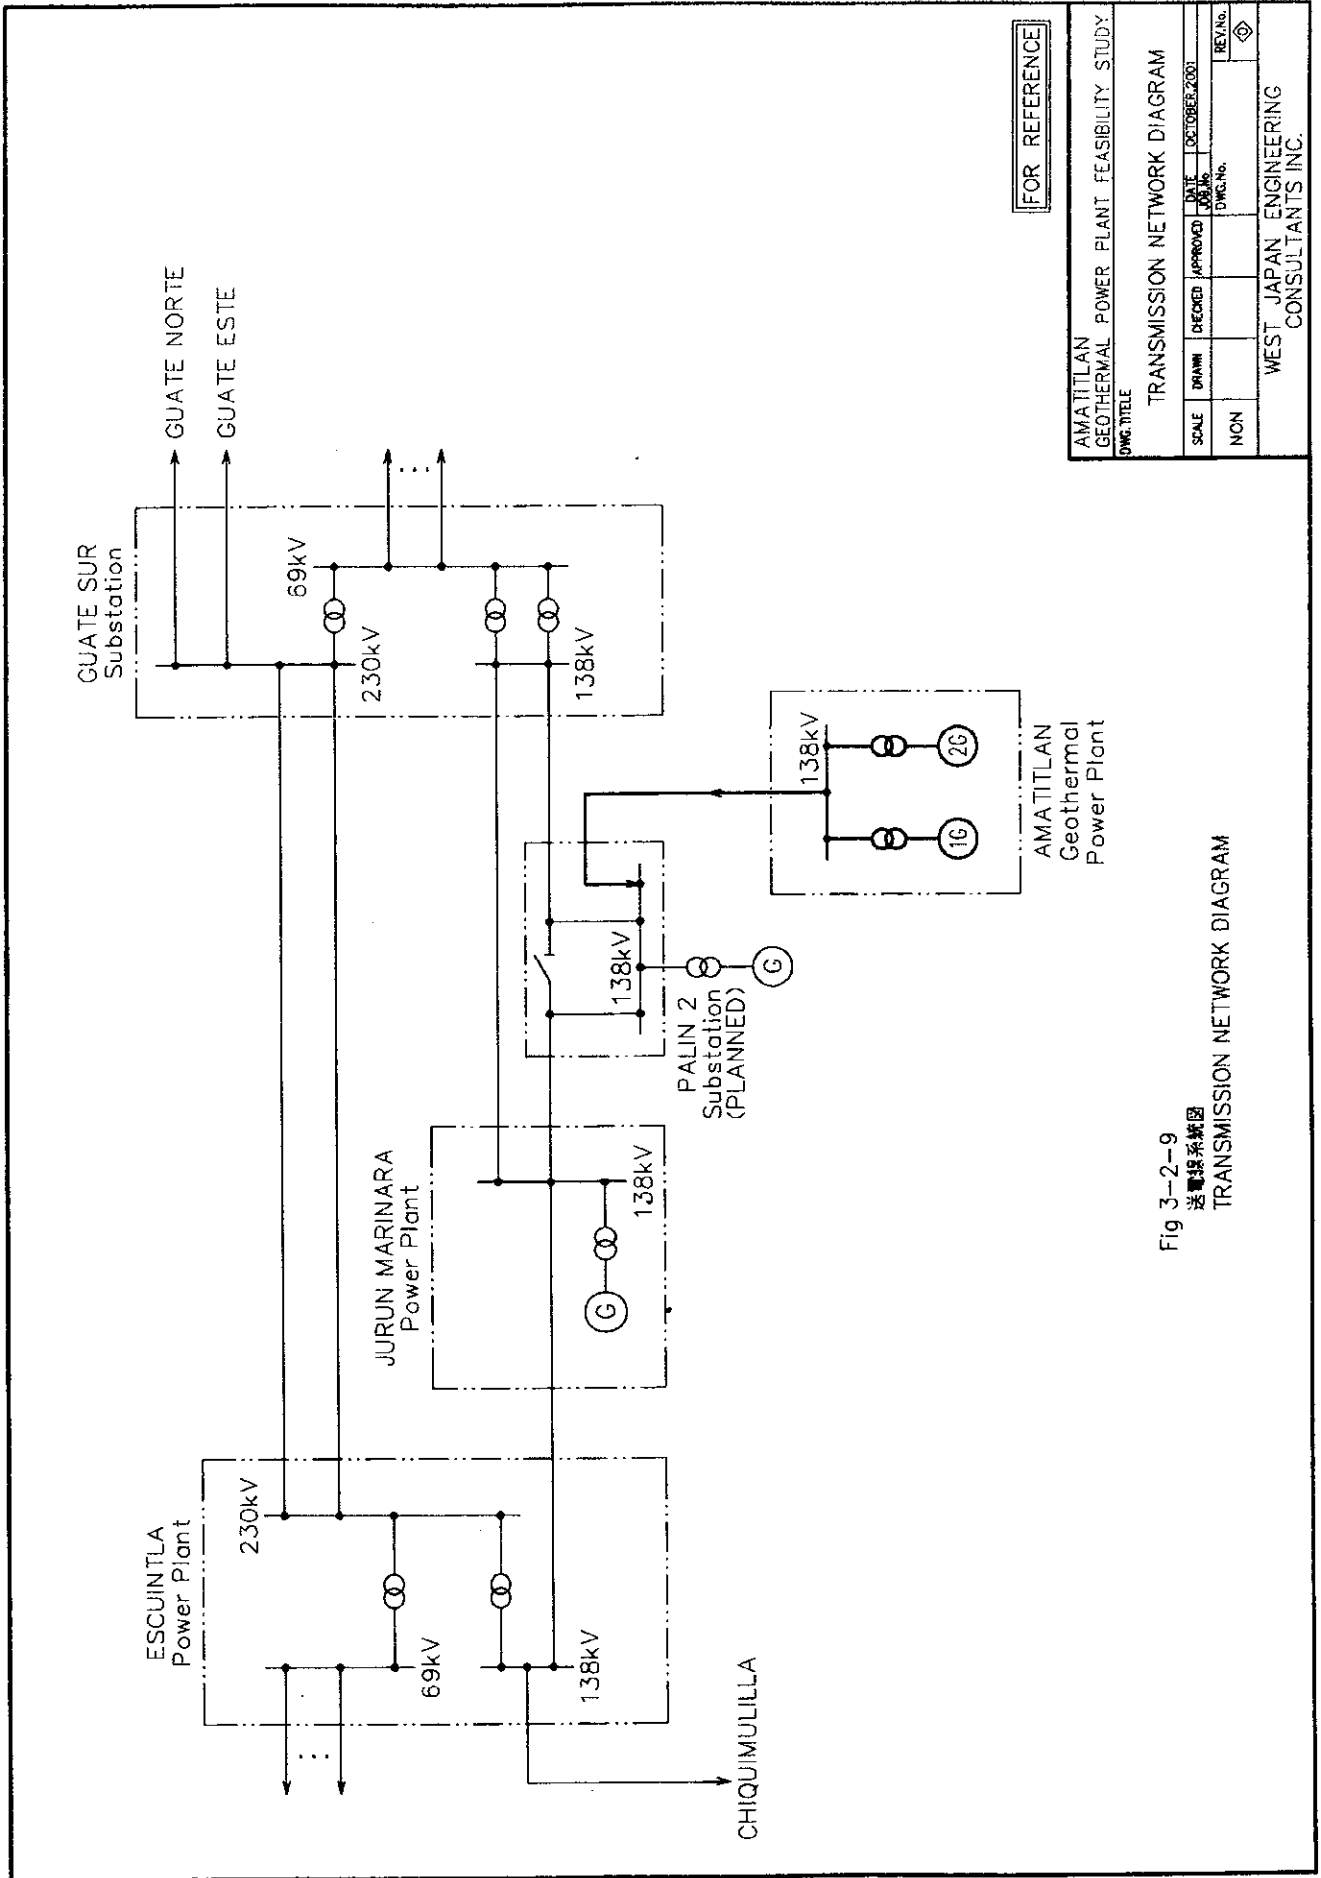 GUATE SUR
Substation
GUATE NORTE
GUATE ESTE
69kV
230kV
138kV
ESCUINTLA
Power Plant
230kV
69kV
138kV
CHIQUIMULILLA
JURUN MARINARA
Power Plant
138kV
G
138kV
PALIN 2
Substation
(PLANNED)
G
138kV
1G
2G
AMATITLAN
Geothermal
Power Plant
Fig 3-2-9
送電線系統図
TRANSMISSION NETWORK DIAGRAM
FOR REFERENCE
AMATITLAN
GEOTHERMAL POWER PLANT FEASIBILITY STUDY
DWG.TITELE
TRANSMISSION NETWORK DIAGRAM
SCALE DRAWN CHECKED APPROVED DATE OCTOBER,2001
JOB.No.
NON DWG.No. REV.No.
0
WEST JAPAN ENGINEERING
CONSULTANTS INC.